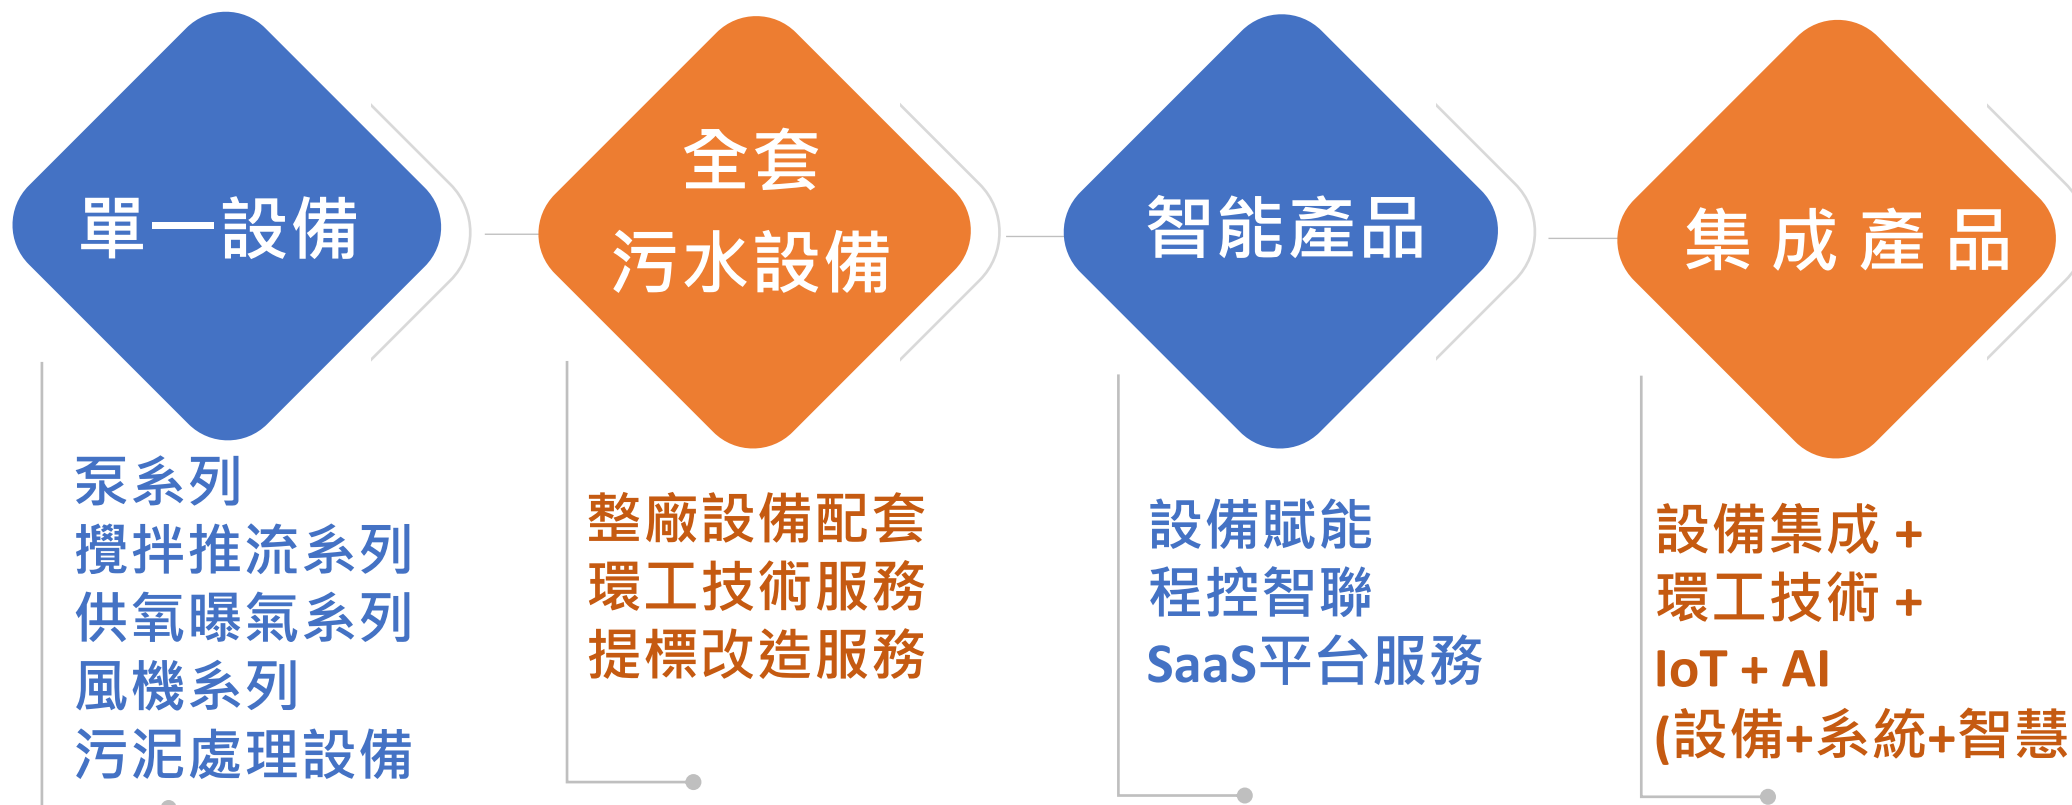 單一設備
泵系列
攪拌推流系列
供氧曝氣系列
風機系列
污泥處理設備
全套
污水設備
整廠設備配套
環工技術服務
提標改造服務
智能產品
設備賦能
程控智聯
SaaS平台服務
集成產品
設備集成 +
環工技術 +
IoT + AI
(設備+系統+智慧